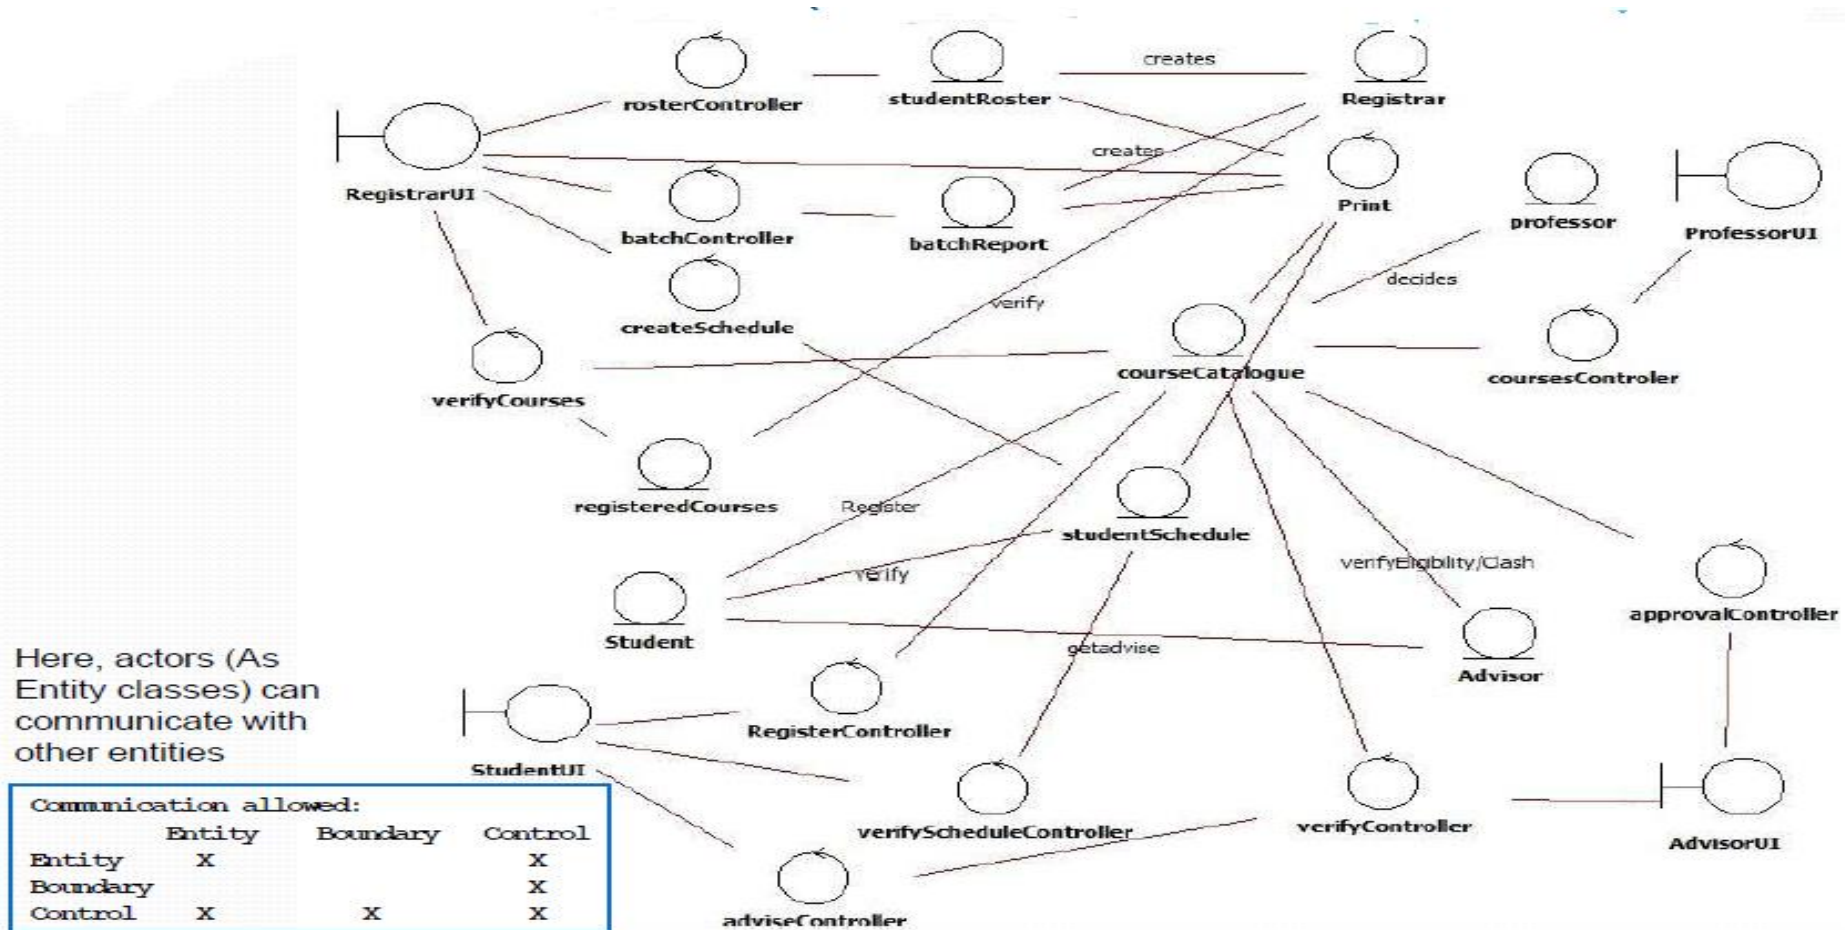 creates
rosterController
studentRoster
Registrar
creates
RegistrarUI
Print
professor
ProfessorUI
batchController
batchReport
decides
verify
createSchedule
courseCatalogue
coursesControler
verifyCourses
registeredCourses
Register
studentSchedule
verifyEligibility/Clash
verify
approvalController
Student
getadvise
Advisor
RegisterController
StudentUI
verifyScheduleController
verifyController
AdvisorUI
adviseController
Here, actors (As
Entity classes) can
communicate with
other entities
Communication allowed:
Entity Boundary Control
Entity X X
Boundary X
Control X X X